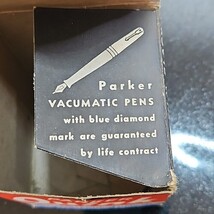 Parker
VACUMATIC PENS
with blue diamond
mark are guaranteed
by life contract